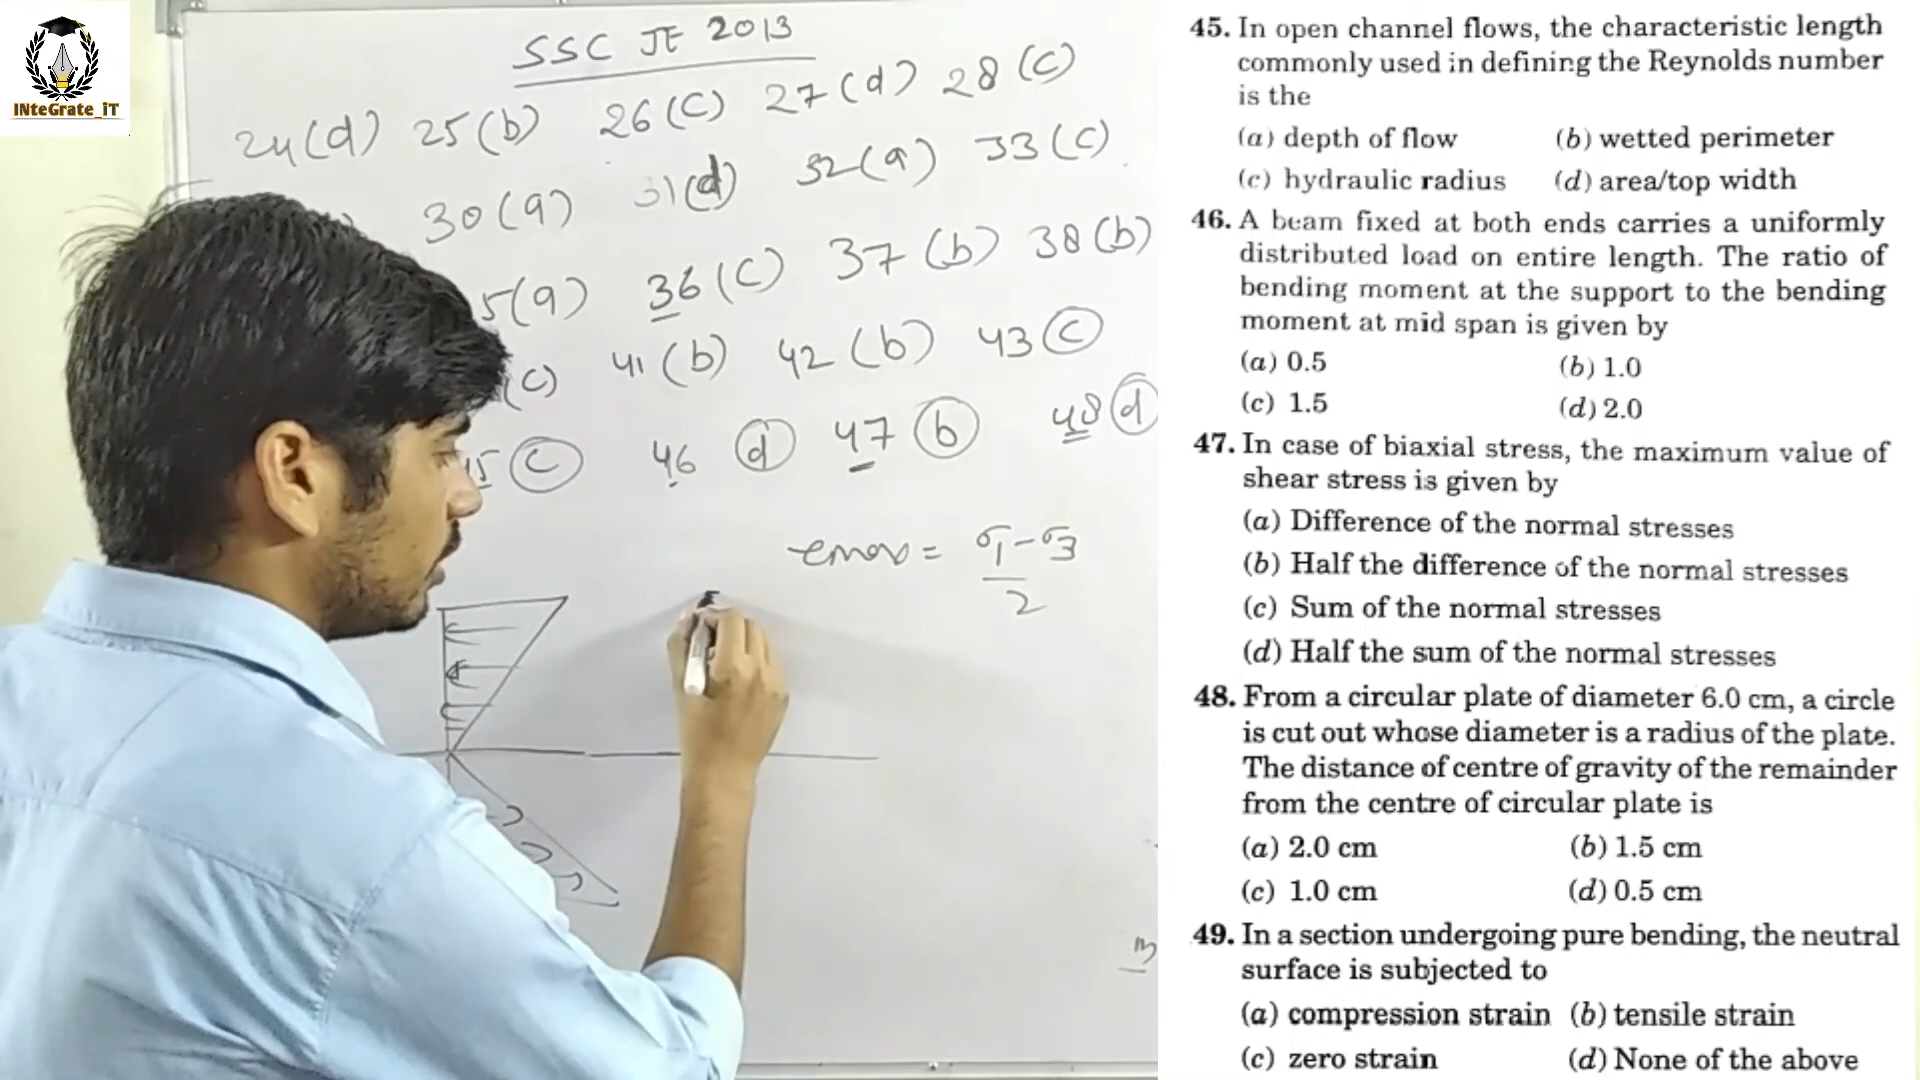 INteGrate_iT
SSC JE 2013
24(d) 25(b) 26(c) 27(d) 28(c)
30(a) 31(d) 32(a) 33(c)
5(a) 36(c) 37(b) 38(b)
(c) 41(b) 42(b) 43 c
45 c 46 d 47 b 48 d
= σ1-σ3
2
45. In open channel flows, the characteristic length
commonly used in defining the Reynolds number
is the
(a) depth of flow (b) wetted perimeter
(c) hydraulic radius (d) area/top width
46. A beam fixed at both ends carries a uniformly
distributed load on entire length. The ratio of
bending moment at the support to the bending
moment at mid span is given by
(a) 0.5 (b) 1.0
(c) 1.5 (d) 2.0
47. In case of biaxial stress, the maximum value of
shear stress is given by
(a) Difference of the normal stresses
(b) Half the difference of the normal stresses
(c) Sum of the normal stresses
(d) Half the sum of the normal stresses
48. From a circular plate of diameter 6.0 cm, a circle
is cut out whose diameter is a radius of the plate.
The distance of centre of gravity of the remainder
from the centre of circular plate is
(a) 2.0 cm (b) 1.5 cm
(c) 1.0 cm (d) 0.5 cm
49. In a section undergoing pure bending, the neutral
surface is subjected to
(a) compression strain (b) tensile strain
(c) zero strain (d) None of the above